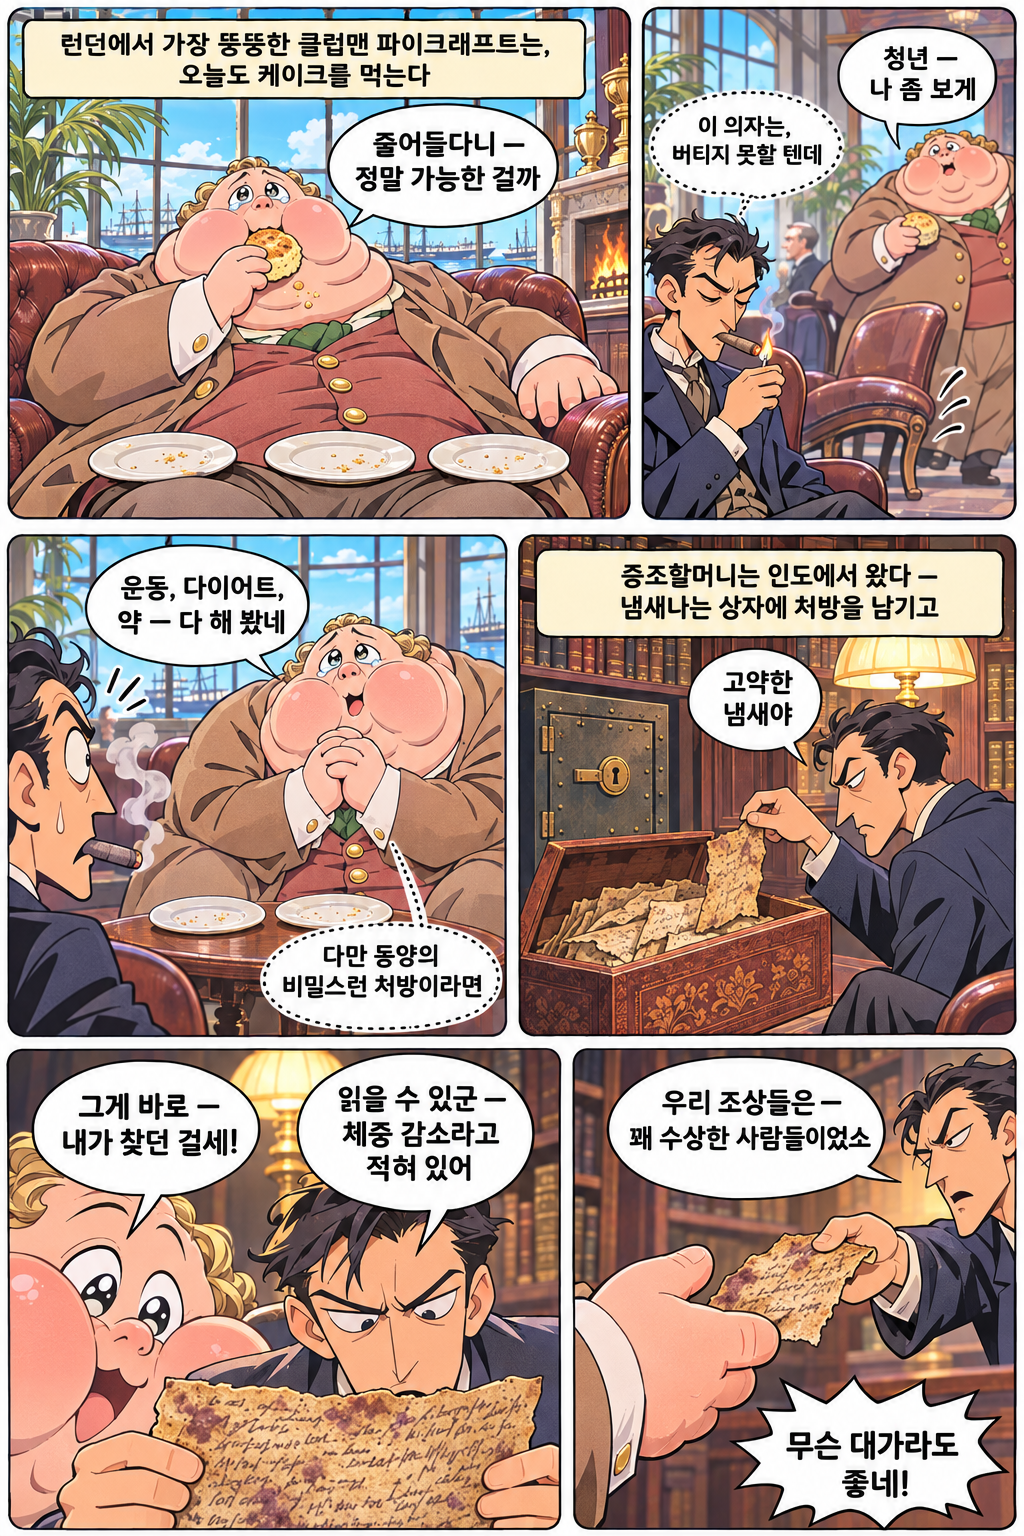 런던에서 가장 뚱뚱한 클럽맨 파이크래프트는,
오늘도 케이크를 먹는다
줄어들다니 —
정말 가능한 걸까
청년 —
나 좀 보게
이 의자는,
버티지 못할 텐데
운동, 다이어트,
약 — 다 해 봤네
다만 동양의
비밀스런 처방이라면
증조할머니는 인도에서 왔다 —
냄새나는 상자에 처방을 남기고
고약한
냄새야
그게 바로 —
내가 찾던 걸세!
읽을 수 있군 —
체중 감소라고
적혀 있어
우리 조상들은 —
꽤 수상한 사람들이었소
무슨 대가라도
좋네!